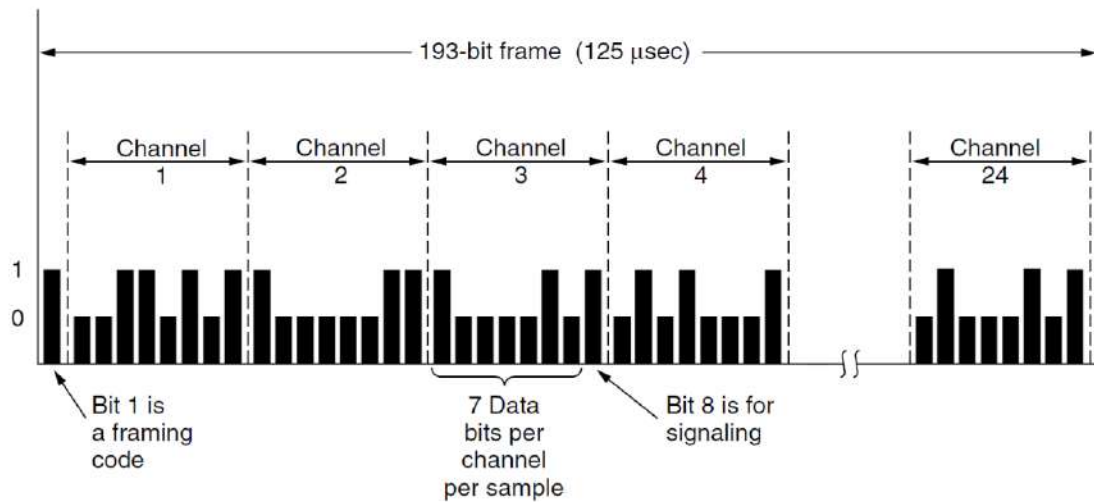 193-bit frame (125 μsec)
Channel
1
Channel
2
Channel
3
Channel
4
Channel
24
1
0
Bit 1 is
a framing
code
7 Data
bits per
channel
per sample
Bit 8 is for
signaling